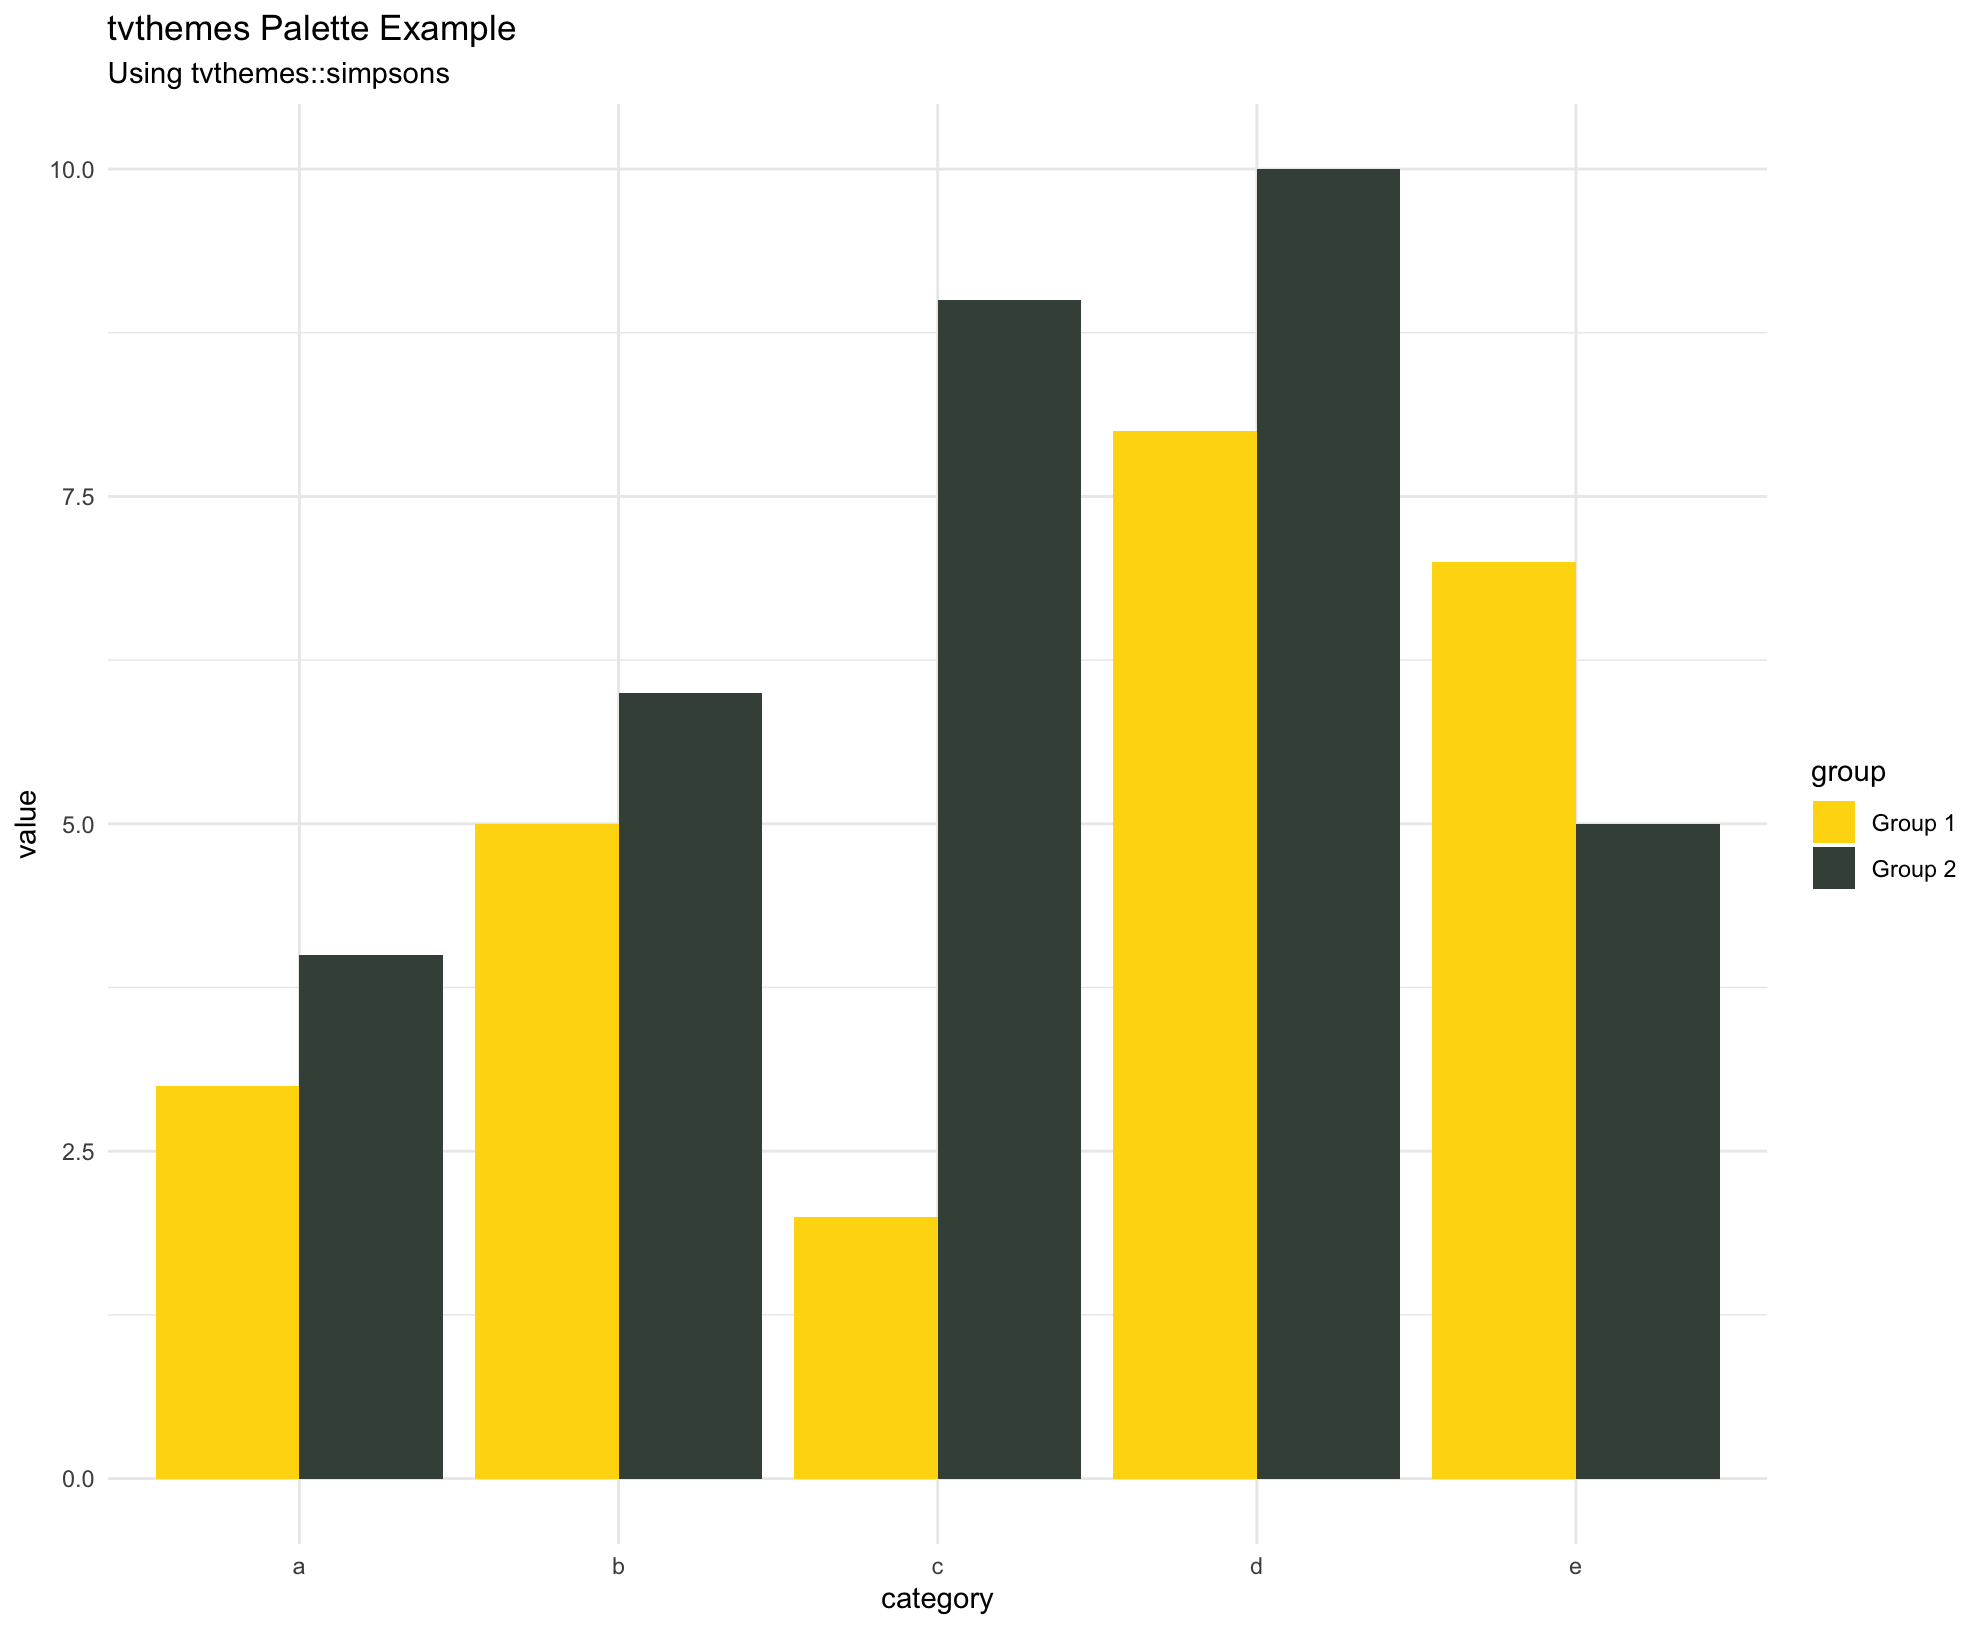 tvthemes Palette Example
Using tvthemes::simpsons
10.0
7.5
5.0
2.5
0.0
value
a b c d e
category
group
Group 1
Group 2